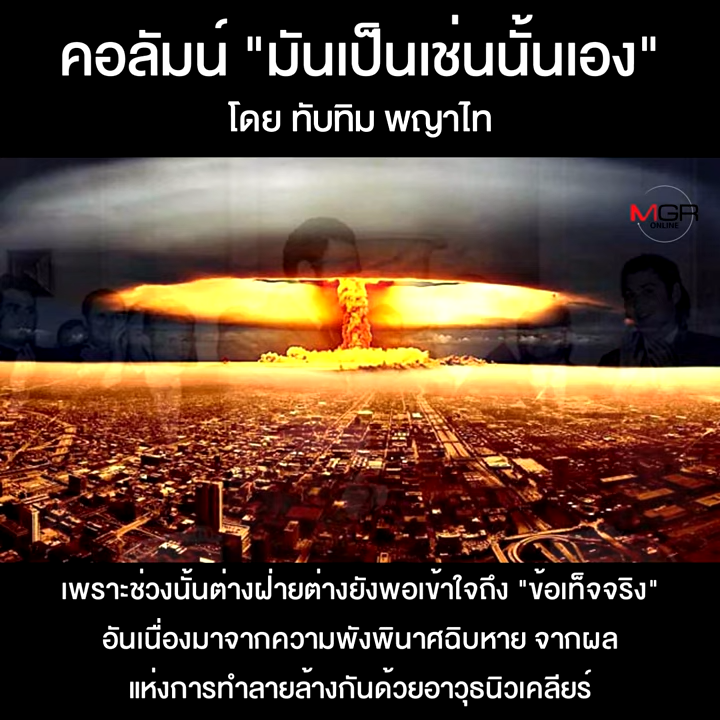 คอลัมน์ "มันเป็นเช่นนั้นเอง"
โดย ทับทิม พญาไท
MGR
ONLINE
เพราะช่วงนั้นต่างฝ่ายต่างยังพอเข้าใจถึง "ข้อเท็จจริง"
อันเนื่องมาจากความพังพินาศฉิบหาย จากผล
แห่งการทำลายล้างกันด้วยอาวุธนิวเคลียร์